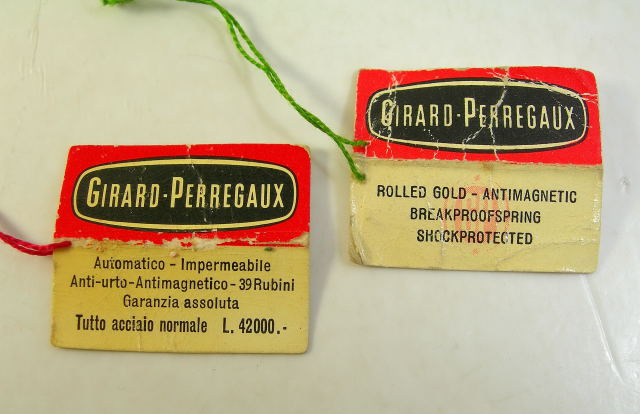 GIRARD-PERREGAUX
Automatico - Impermeabile
Anti-urto-Antimagnetico-39 Rubini
Garanzia assoluta
Tutto acciaio normale L. 42000.-
GIRARD-PERREGAUX
ROLLED GOLD - ANTIMAGNETIC
BREAKPROOFSPRING
SHOCKPROTECTED